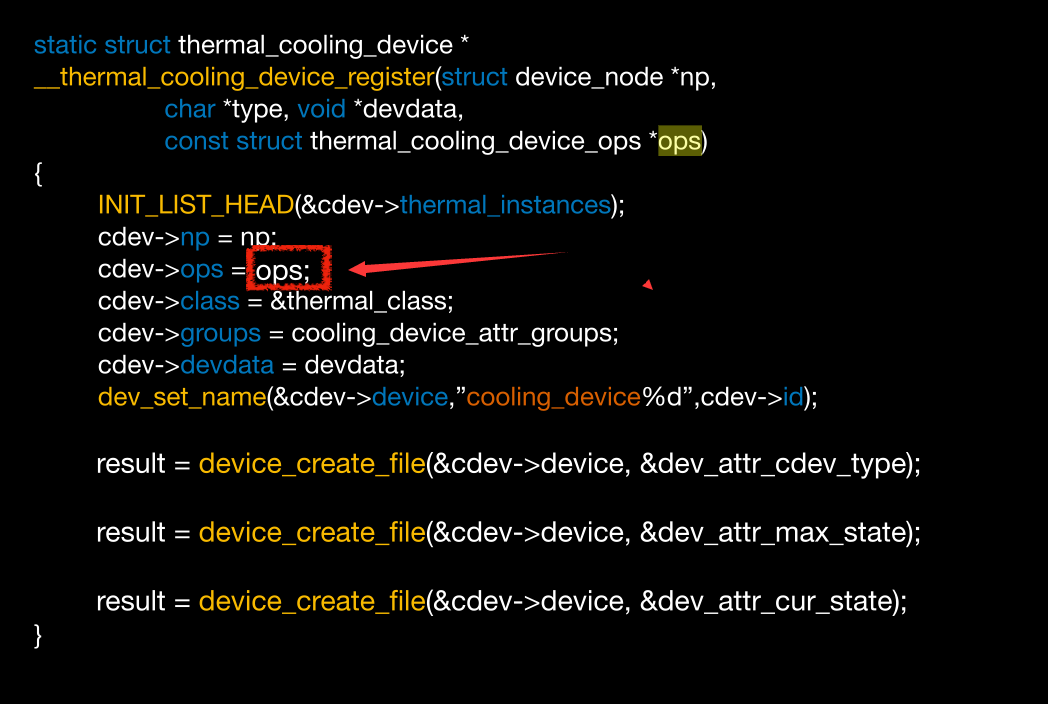 static struct thermal_cooling_device *
__thermal_cooling_device_register(struct device_node *np,
char *type, void *devdata,
const struct thermal_cooling_device_ops *ops)
{
INIT_LIST_HEAD(&cdev->thermal_instances);
cdev->np = np;
cdev->ops = ops;
cdev->class = &thermal_class;
cdev->groups = cooling_device_attr_groups;
cdev->devdata = devdata;
dev_set_name(&cdev->device,”cooling_device%d”,cdev->id);
result = device_create_file(&cdev->device, &dev_attr_cdev_type);
result = device_create_file(&cdev->device, &dev_attr_max_state);
result = device_create_file(&cdev->device, &dev_attr_cur_state);
}